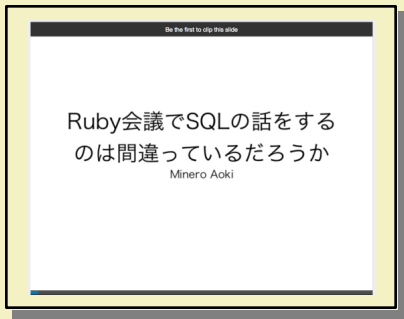 Be the first to clip this slide
Ruby会議でSQLの話をする
のは間違っているだろうか
Minero Aoki